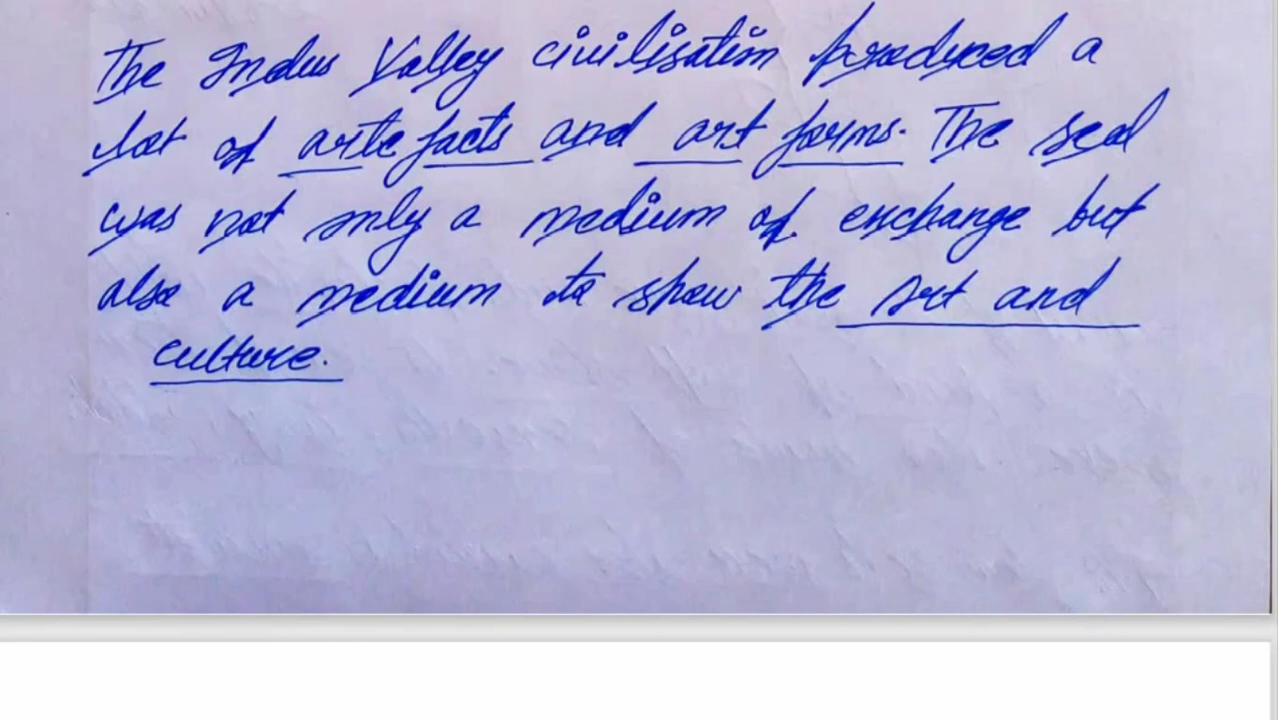 The Indus Valley civilisation produced a
lot of artefacts and art forms. The seal
was not only a medium of exchange but
also a medium to show the Art and
culture.